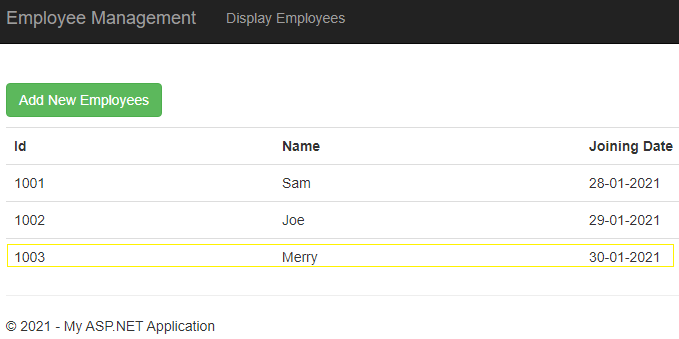 Employee Management Display Employees
Add New Employees
Id Name Joining Date
1001 Sam 28-01-2021
1002 Joe 29-01-2021
1003 Merry 30-01-2021
© 2021 - My ASP.NET Application